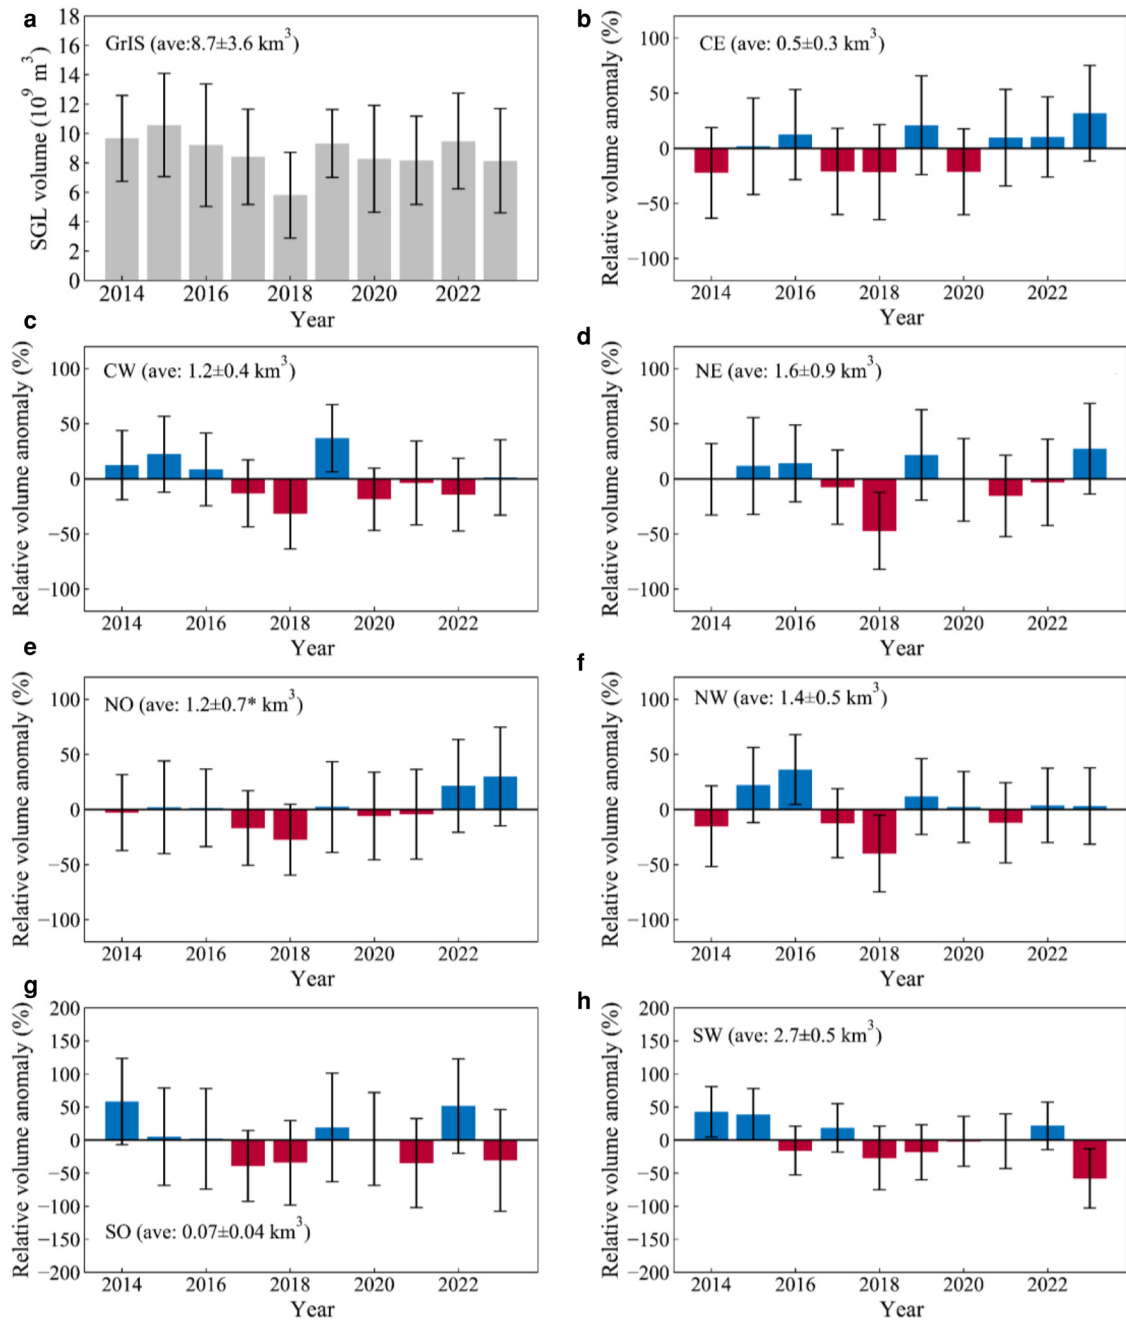 a
GrIS (ave:8.7±3.6 km³)
SGL volume (10⁹ m³)
18
16
14
12
10
8
6
4
2
0
2014 2016 2018 2020 2022
Year
b
CE (ave: 0.5±0.3 km³)
Relative volume anomaly (%)
100
50
0
−50
−100
2014 2016 2018 2020 2022
Year
c
CW (ave: 1.2±0.4 km³)
Relative volume anomaly (%)
100
50
0
−50
−100
2014 2016 2018 2020 2022
Year
d
NE (ave: 1.6±0.9 km³)
Relative volume anomaly (%)
100
50
0
−50
−100
2014 2016 2018 2020 2022
Year
e
NO (ave: 1.2±0.7* km³)
Relative volume anomaly (%)
100
50
0
−50
−100
2014 2016 2018 2020 2022
Year
f
NW (ave: 1.4±0.5 km³)
Relative volume anomaly (%)
100
50
0
−50
−100
2014 2016 2018 2020 2022
Year
g
SO (ave: 0.07±0.04 km³)
Relative volume anomaly (%)
200
150
100
50
0
−50
−100
−150
−200
2014 2016 2018 2020 2022
Year
h
SW (ave: 2.7±0.5 km³)
Relative volume anomaly (%)
200
150
100
50
0
−50
−100
−150
−200
2014 2016 2018 2020 2022
Year